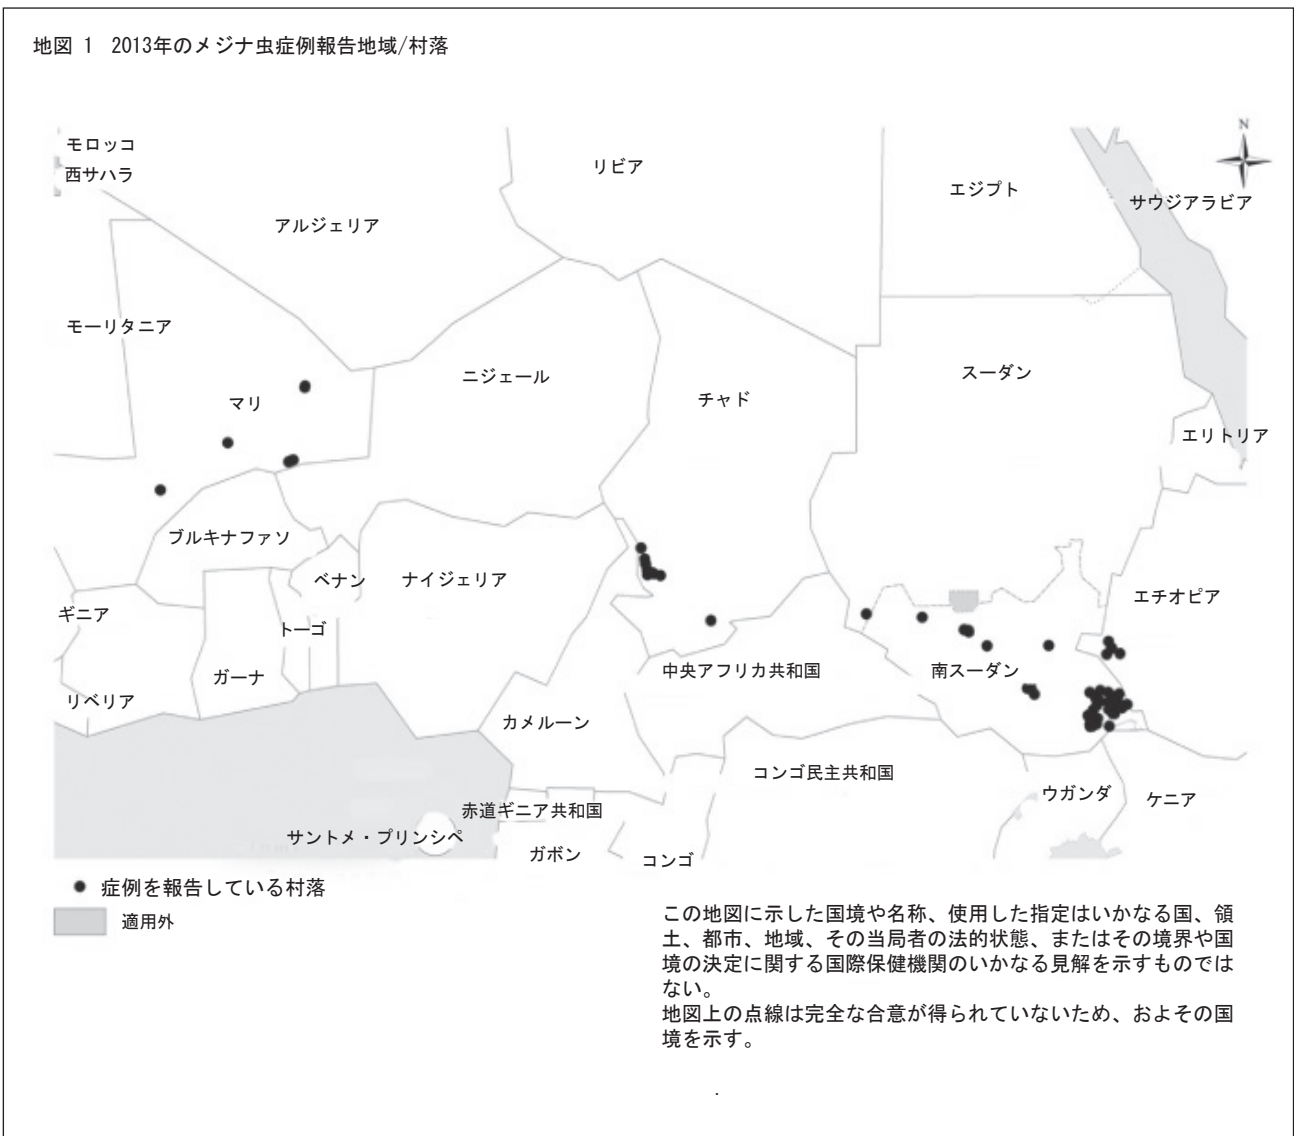 地図 1 2013年のメジナ虫症例報告地域/村落
N
モロッコ
西サハラ
リビア
エジプト
サウジアラビア
アルジェリア
モーリタニア
ニジェール
スーダン
マリ
チャド
エリトリア
ブルキナファソ
ベナン
ナイジェリア
エチオピア
ギニア
トーゴ
ガーナ
中央アフリカ共和国
南スーダン
リベリア
カメルーン
コンゴ民主共和国
ウガンダ
ケニア
赤道ギニア共和国
サントメ・プリンシペ
ガボン
コンゴ
症例を報告している村落
適用外
この地図に示した国境や名称、使用した指定はいかなる国、領
土、都市、地域、その当局者の法的状態、またはその境界や国
境の決定に関する国際保健機関のいかなる見解を示すものでは
ない。
地図上の点線は完全な合意が得られていないため、およその国
境を示す。